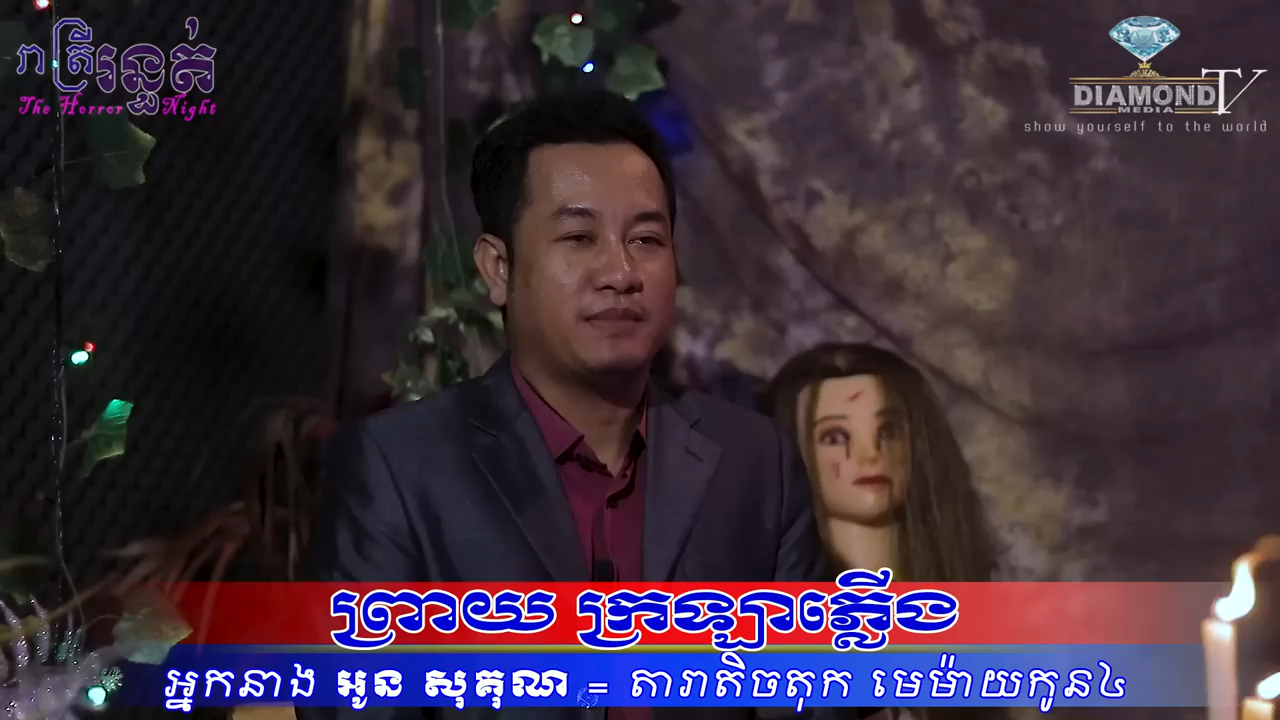 រាត្រីរន្ធត់
The Horror Night
DIAMOND TV
MEDIA
show yourself to the world
ព្រាយ ក្រឡាភ្លើង
អ្នកនាង អូន សុគុណ = តារាតិចតុក មេម៉ាយកូន៤